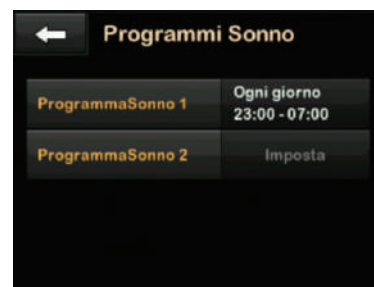 Programmi Sonno
ProgrammaSonno 1
Ogni giorno
23:00 - 07:00
ProgrammaSonno 2
Imposta